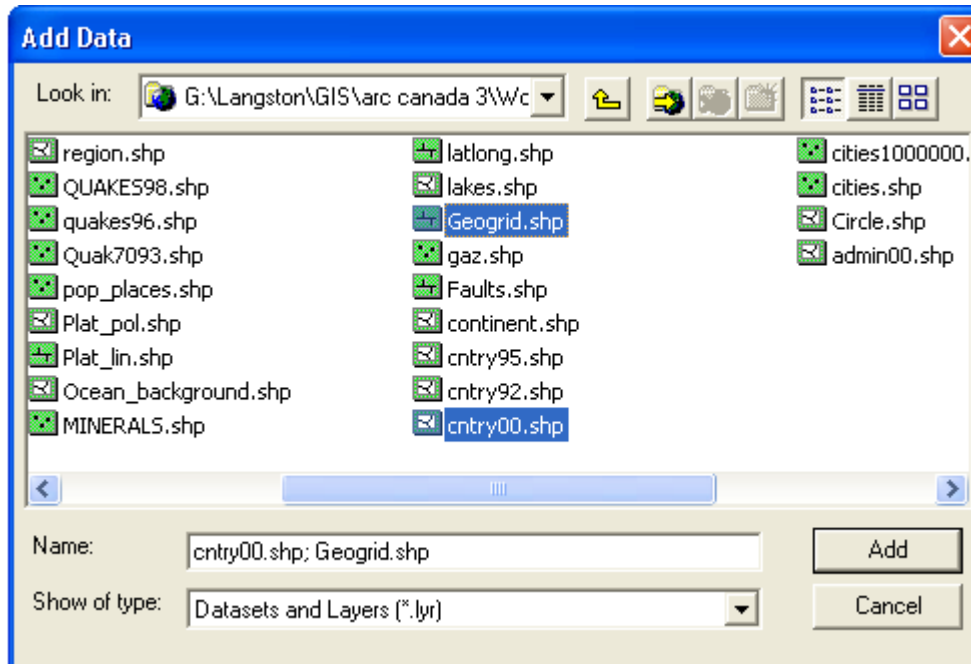 Add Data
Look in: G:\Langston\GIS\arc canada 3\Wc
region.shp
QUAKES98.shp
quakes96.shp
Quak7093.shp
pop_places.shp
Plat_pol.shp
Plat_lin.shp
Ocean_background.shp
MINERALS.shp
latlong.shp
lakes.shp
Geogrid.shp
gaz.shp
Faults.shp
continent.shp
cntry95.shp
cntry92.shp
cntry00.shp
cities1000000.
cities.shp
Circle.shp
admin00.shp
Name: cntry00.shp; Geogrid.shp
Add
Show of type: Datasets and Layers (*.lyr)
Cancel